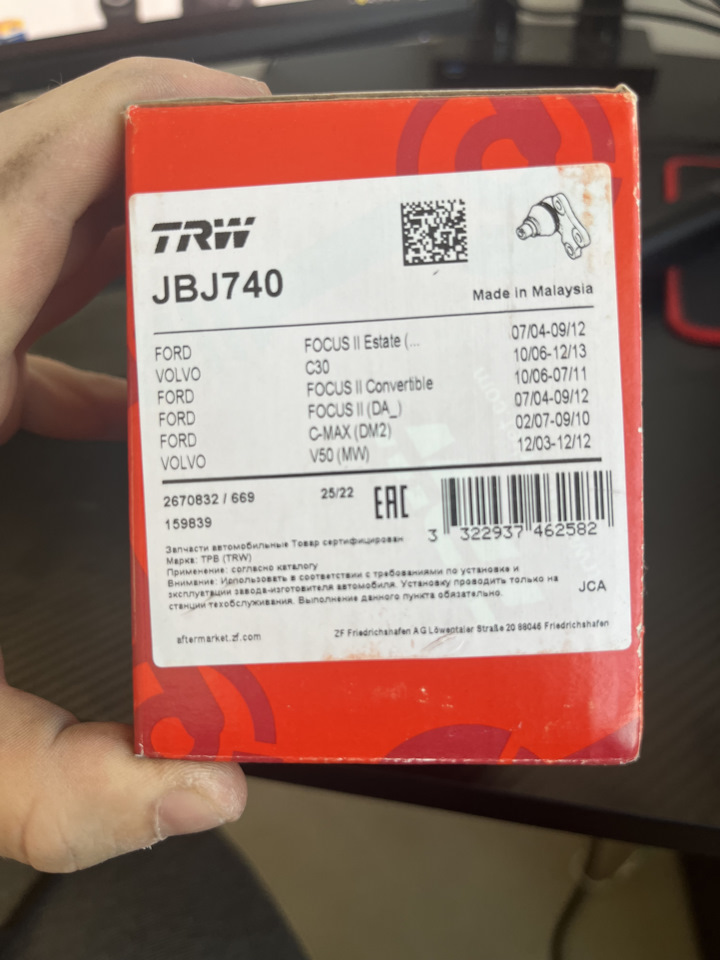 TRW
JBJ740
Made in Malaysia
FORD FOCUS II Estate (... 07/04-09/12
VOLVO C30 10/06-12/13
FORD FOCUS II Convertible 10/06-07/11
FORD FOCUS II (DA_) 07/04-09/12
FORD C-MAX (DM2) 02/07-09/10
VOLVO V50 (MW) 12/03-12/12
2670832 / 669 25/22 EAC
159839
3 322937 462582
Запчасти автомобильные Товар сертифицирован
Марка: ТРВ (TRW)
Применение: согласно каталогу
Внимание: Использовать в соответствии с требованиями по установке и
эксплуатации завода-изготовителя автомобиля. Установку проводить только на
станции техобслуживания. Выполнение данного пункта обязательно.
JCA
aftermarket.zf.com ZF Friedrichshafen AG Löwentaler Straße 20 88046 Friedrichshafen